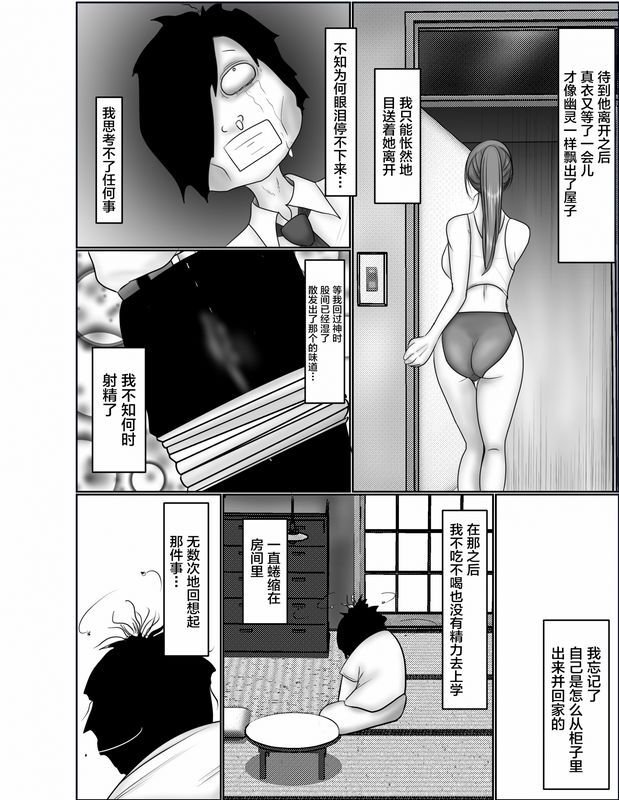 待到他离开之后
真衣又等了一会儿
才像幽灵一样飘出了屋子
我只能怅然地
目送着她离开
不知为何眼泪停不下来…
我思考不了任何事
等我回过神时
股间已经湿了
散发出了那个的味道…
我不知何时
射精了
我忘记了
自己是怎么从柜子里
出来并回家的
在那之后
我不吃不喝也没有精力去上学
一直蜷缩在
房间里
无数次地回想起
那件事…